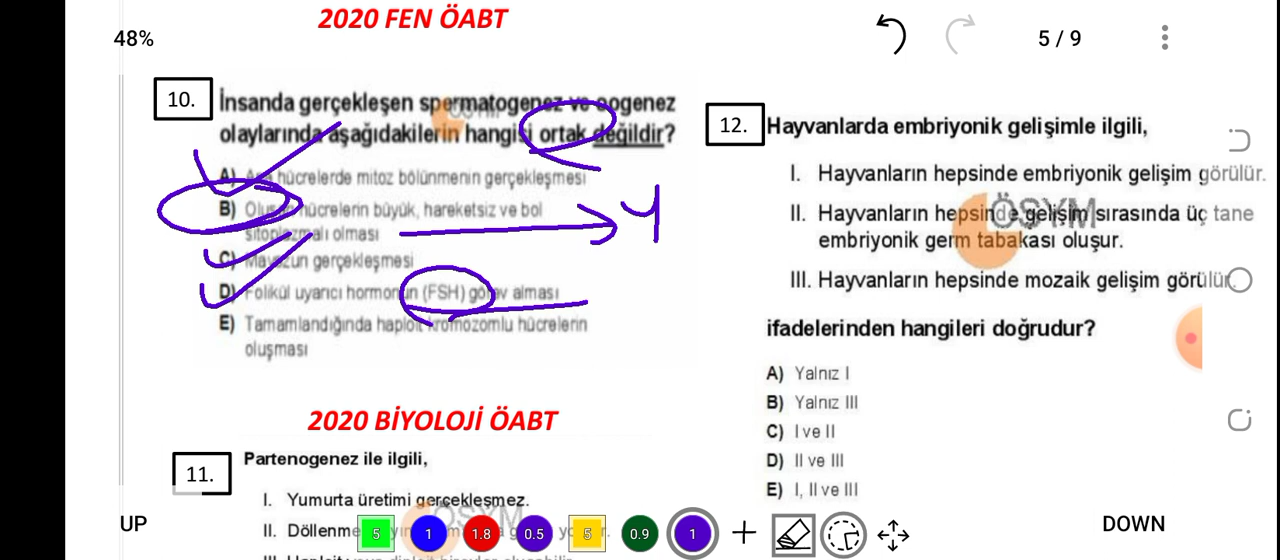 2020 FEN ÖABT
48%
5 / 9
10.
İnsanda gerçekleşen spermatogenez ve oogenez
olaylarında aşağıdakilerin hangisi ortak değildir?
A) Ana hücrelerde mitoz bölünmenin gerçekleşmesi
B) Oluşan hücrelerin büyük, hareketsiz ve bol
sitoplazmalı olması
C) Mayozun gerçekleşmesi
D) Folikül uyarıcı hormonun (FSH) görev alması
E) Tamamlandığında haploit kromozomlu hücrelerin
oluşması
2020 BİYOLOJİ ÖABT
11.
Partenogenez ile ilgili,
I. Yumurta üretimi gerçekleşmez.
II.
12.
Hayvanlarda embriyonik gelişimle ilgili,
I. Hayvanların hepsinde embriyonik gelişim görülür.
II. Hayvanların hepsinde gelişim sırasında üç tane
embriyonik germ tabakası oluşur.
III. Hayvanların hepsinde mozaik gelişim görülür.
ÖSYM
ifadelerinden hangileri doğrudur?
A) Yalnız I
B) Yalnız III
C) I ve II
D) II ve III
E) I, II ve III
UP
5
1
1.8
0.5
5
0.9
1
DOWN